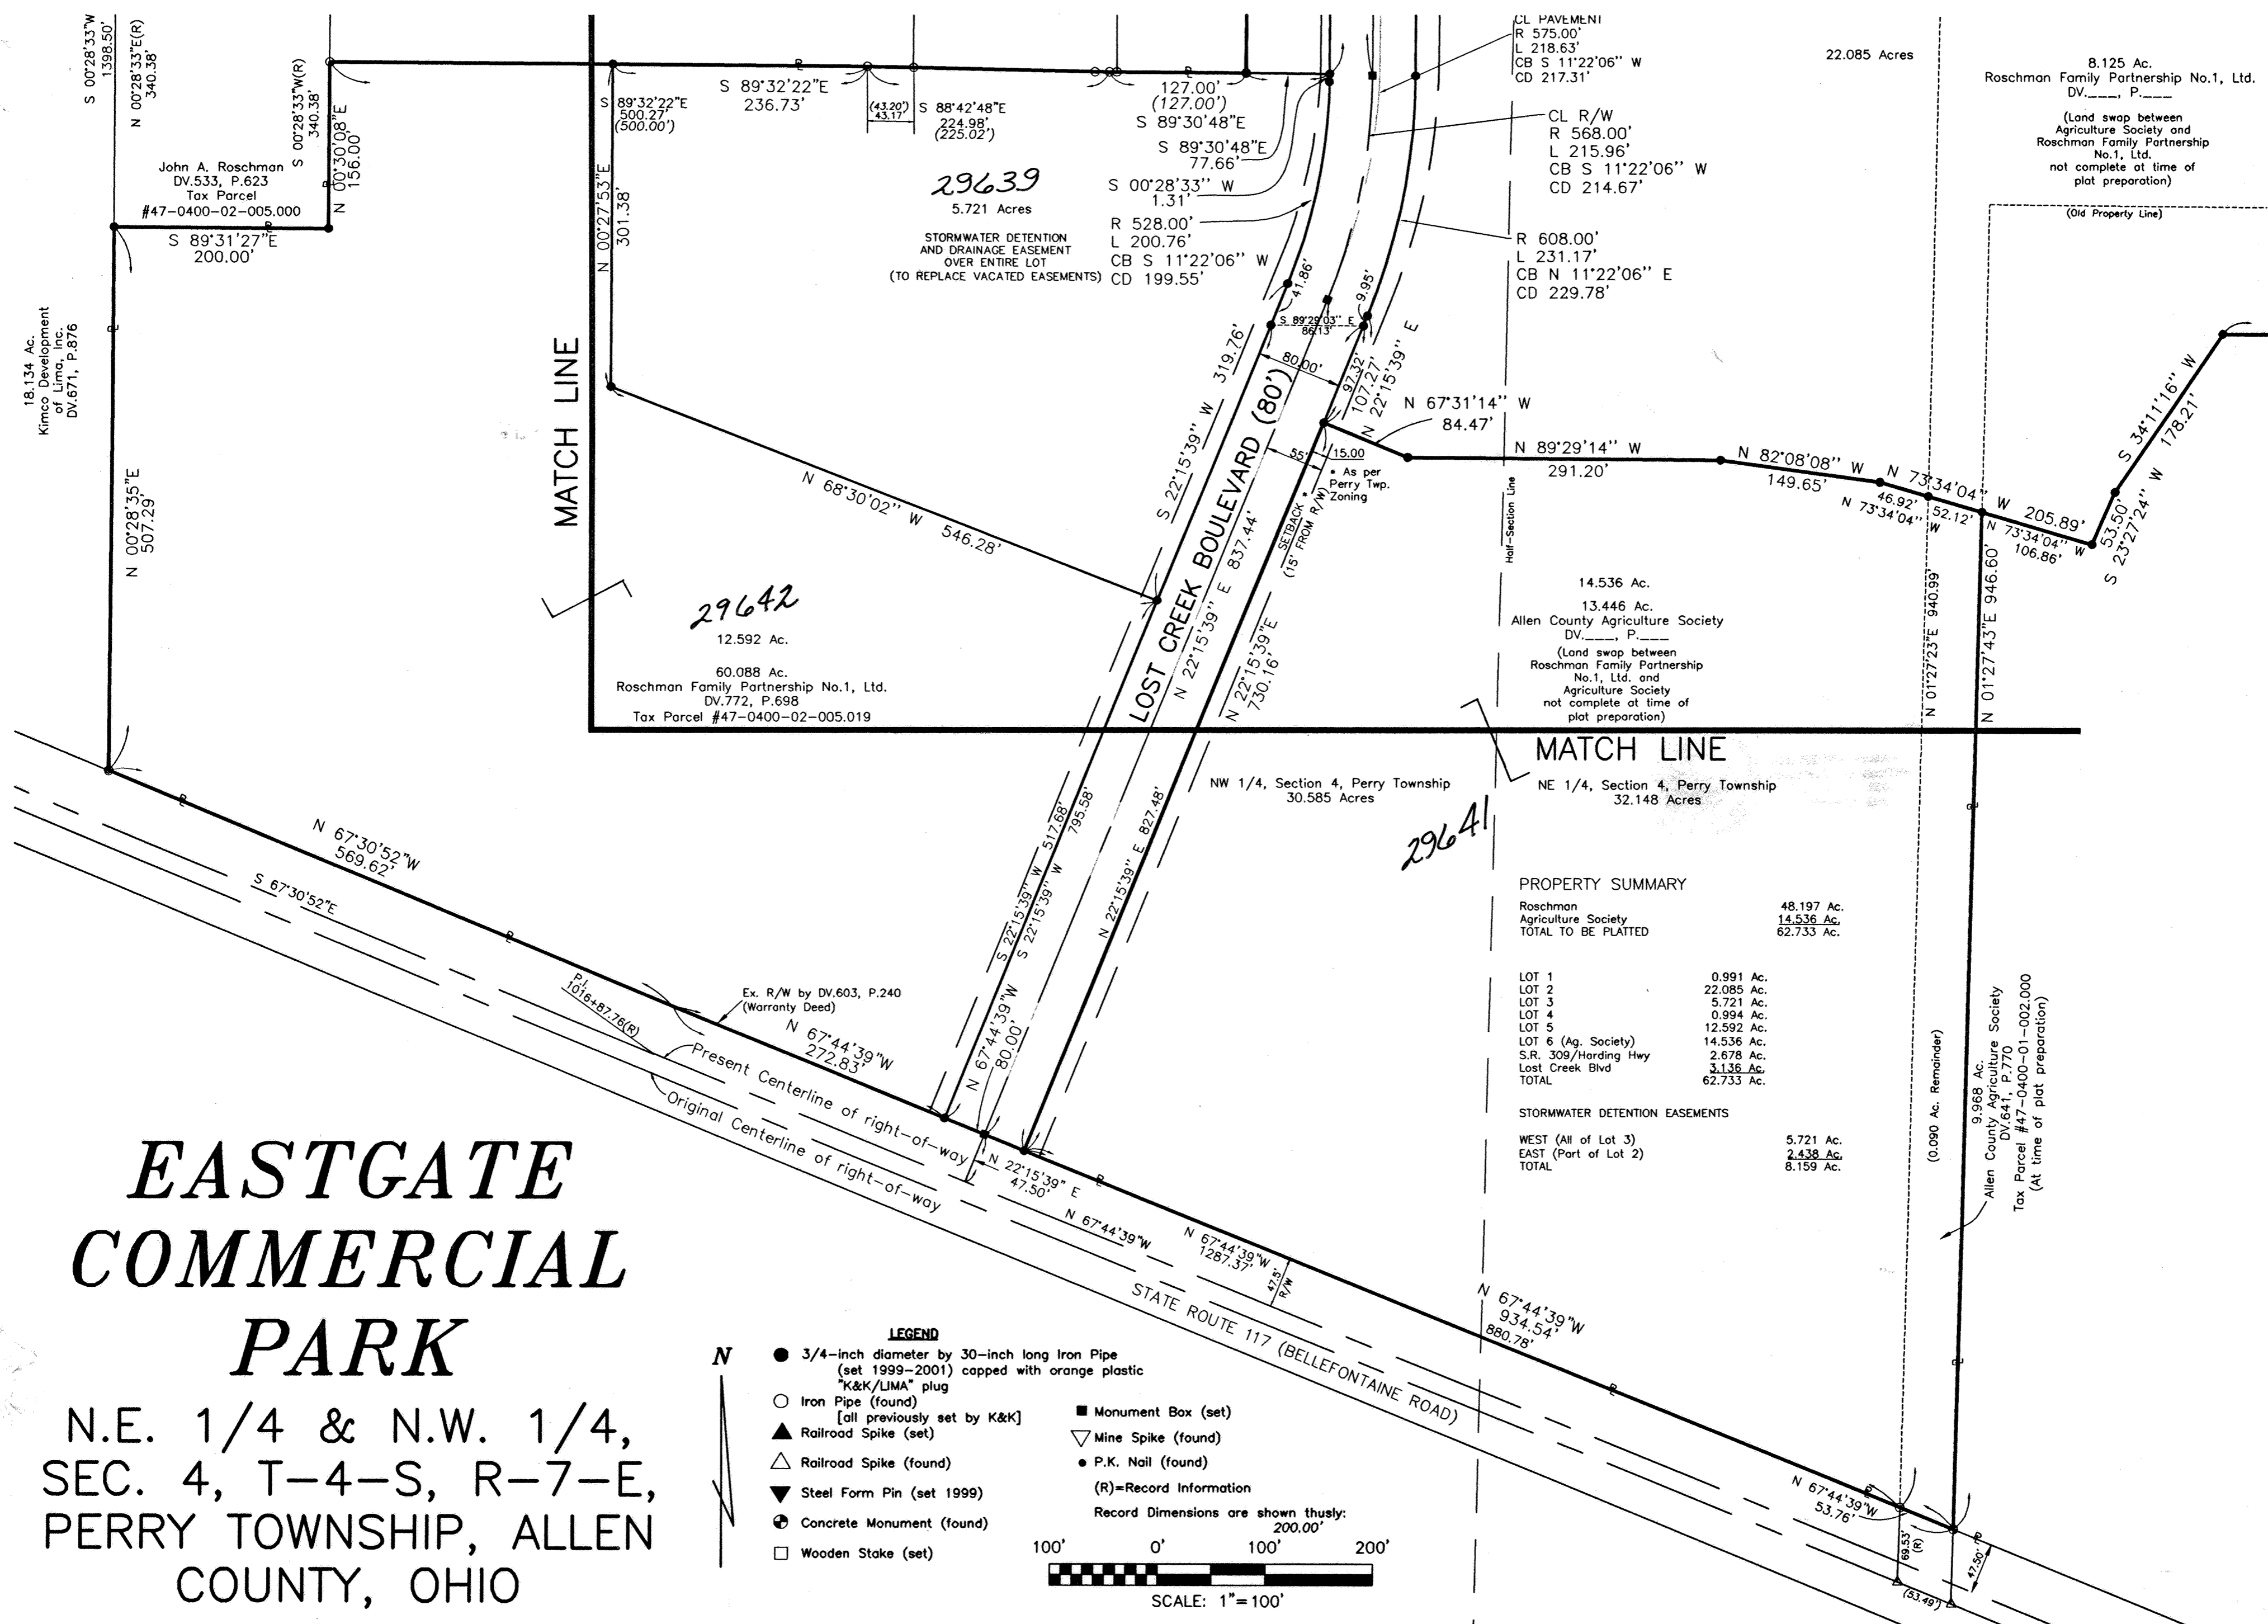 S 00°28'33"W
1398.50'
N 00°28'33"E(R)
340.38'
S 00°28'33"W(R)
340.38'
N 00°30'08"E
156.00'
John A. Roschman
DV.533, P.623
Tax Parcel
#47-0400-02-005.000
S 89°31'27"E
200.00'
18.134 Ac.
Kimco Development
of Lima, Inc.
DV.671, P.876
N 00°28'35"E
507.29'
MATCH LINE
S 89°32'22"E
500.27'
(500.00')
N 00°27'53"E
301.38'
S 89°32'22"E
236.73'
(43.20')
43.17'
S 88°42'48"E
224.98'
(225.02')
127.00'
(127.00')
S 89°30'48"E
S 89°30'48"E
77.66'
S 00°28'33'' W
1.31'
R 528.00'
L 200.76'
CB S 11°22'06'' W
CD 199.55'
29639
5.721 Acres
STORMWATER DETENTION
AND DRAINAGE EASEMENT
OVER ENTIRE LOT
(TO REPLACE VACATED EASEMENTS)
CL PAVEMENT
R 575.00'
L 218.63'
CB S 11°22'06'' W
CD 217.31'
CL R/W
R 568.00'
L 215.96'
CB S 11°22'06'' W
CD 214.67'
R 608.00'
L 231.17'
CB N 11°22'06'' E
CD 229.78'
22.085 Acres
8.125 Ac.
Roschman Family Partnership No.1, Ltd.
DV.___, P.___
(Land swap between
Agriculture Society and
Roschman Family Partnership
No.1, Ltd.
not complete at time of
plat preparation)
(Old Property Line)
41.86'
9.95'
S 89°29'03'' E
86.13'
80.00'
97.32'
107.27'
N 22°15'39'' E
S 22°15'39'' W 319.76'
N 67°31'14'' W
84.47'
N 89°29'14'' W
291.20'
N 82°08'08'' W
149.65'
N 73°34'04'' W 205.89'
46.92'
N 73°34'04'' W
52.12'
N 73°34'04'' W
106.86'
53.50'
S 23°27'24'' W
S 34°11'16'' W
178.21'
55'
15.00
• As per
Perry Twp.
Zoning
SETBACK *
(15' FROM R/W)
Half-Section Line
N 68°30'02'' W 546.28'
LOST CREEK BOULEVARD (80')
N 22°15'39'' E 837.44'
N 22°15'39"E
730.16'
29642
12.592 Ac.
60.088 Ac.
Roschman Family Partnership No.1, Ltd.
DV.772, P.698
Tax Parcel #47-0400-02-005.019
14.536 Ac.
13.446 Ac.
Allen County Agriculture Society
DV.___, P.___
(Land swap between
Roschman Family Partnership
No.1, Ltd. and
Agriculture Society
not complete at time of
plat preparation)
N 01°27'23"E 940.99'
N 01°27'43"E 946.60'
MATCH LINE
NW 1/4, Section 4, Perry Township
30.585 Acres
NE 1/4, Section 4, Perry Township
32.148 Acres
29641
S 22°15'39'' W 517.68'
S 22°15'39'' W 795.58'
N 22°15'39'' E 827.48'
N 67°30'52"W
569.62'
S 67°30'52"E
P.I.
1016+87.76(R)
Ex. R/W by DV.603, P.240
(Warranty Deed)
N 67°44'39"W
272.83'
N 67°44'39"W
80.00'
Present Centerline of right-of-way
Original Centerline of right-of-way
N 22°15'39" E
47.50'
N 67°44'39"W
N 67°44'39"W
1287.37'
47.5'
R/W
STATE ROUTE 117 (BELLEFONTAINE ROAD)
N 67°44'39"W
934.54'
880.78'
N 67°44'39"W
53.76'
69.53'
(R)
(53.49')
47.50'
PROPERTY SUMMARY
Roschman 48.197 Ac.
Agriculture Society 14.536 Ac.
TOTAL TO BE PLATTED 62.733 Ac.
LOT 1 0.991 Ac.
LOT 2 22.085 Ac.
LOT 3 5.721 Ac.
LOT 4 0.994 Ac.
LOT 5 12.592 Ac.
LOT 6 (Ag. Society) 14.536 Ac.
S.R. 309/Harding Hwy 2.678 Ac.
Lost Creek Blvd 3.136 Ac.
TOTAL 62.733 Ac.
STORMWATER DETENTION EASEMENTS
WEST (All of Lot 3) 5.721 Ac.
EAST (Part of Lot 2) 2.438 Ac.
TOTAL 8.159 Ac.
(0.090 Ac. Remainder)
9.968 Ac.
Allen County Agriculture Society
DV.641, P.770
Tax Parcel #47-0400-01-002.000
(At time of plat preparation)
EASTGATE
COMMERCIAL
PARK
N.E. 1/4 & N.W. 1/4,
SEC. 4, T-4-S, R-7-E,
PERRY TOWNSHIP, ALLEN
COUNTY, OHIO
N
LEGEND
3/4-inch diameter by 30-inch long Iron Pipe
(set 1999-2001) capped with orange plastic
"K&K/LIMA" plug
Iron Pipe (found)
[all previously set by K&K]
Railroad Spike (set)
Railroad Spike (found)
Steel Form Pin (set 1999)
Concrete Monument (found)
Wooden Stake (set)
Monument Box (set)
Mine Spike (found)
P.K. Nail (found)
(R)=Record Information
Record Dimensions are shown thusly:
200.00'
100' 0' 100' 200'
SCALE: 1"=100'